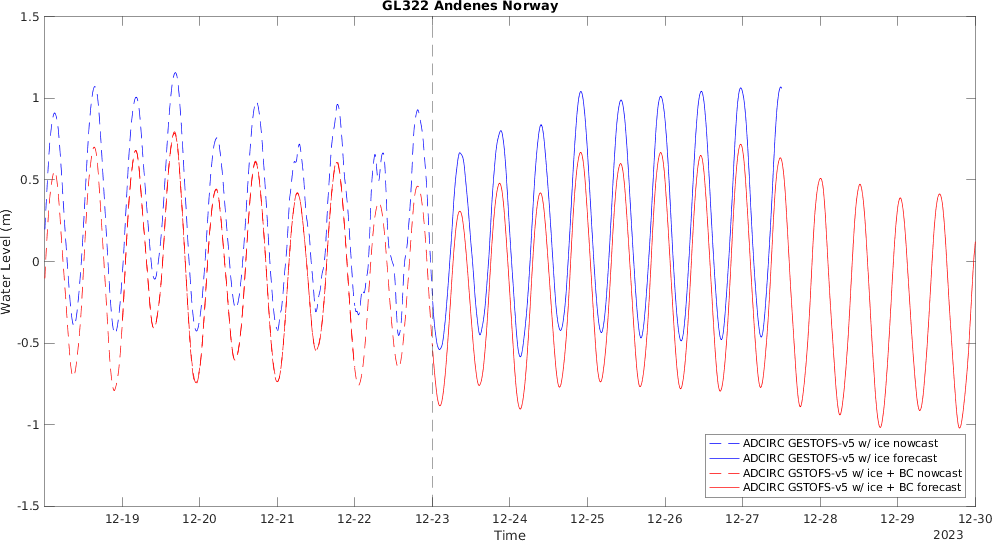 GL322 Andenes Norway
1.5
1
0.5
0
-0.5
-1
-1.5
Water Level (m)
ADCIRC GESTOFS-v5 w/ ice nowcast
ADCIRC GESTOFS-v5 w/ ice forecast
ADCIRC GSTOFS-v5 w/ ice + BC nowcast
ADCIRC GSTOFS-v5 w/ ice + BC forecast
12-19 12-20 12-21 12-22 12-23 12-24 12-25 12-26 12-27 12-28 12-29 12-30
Time
2023